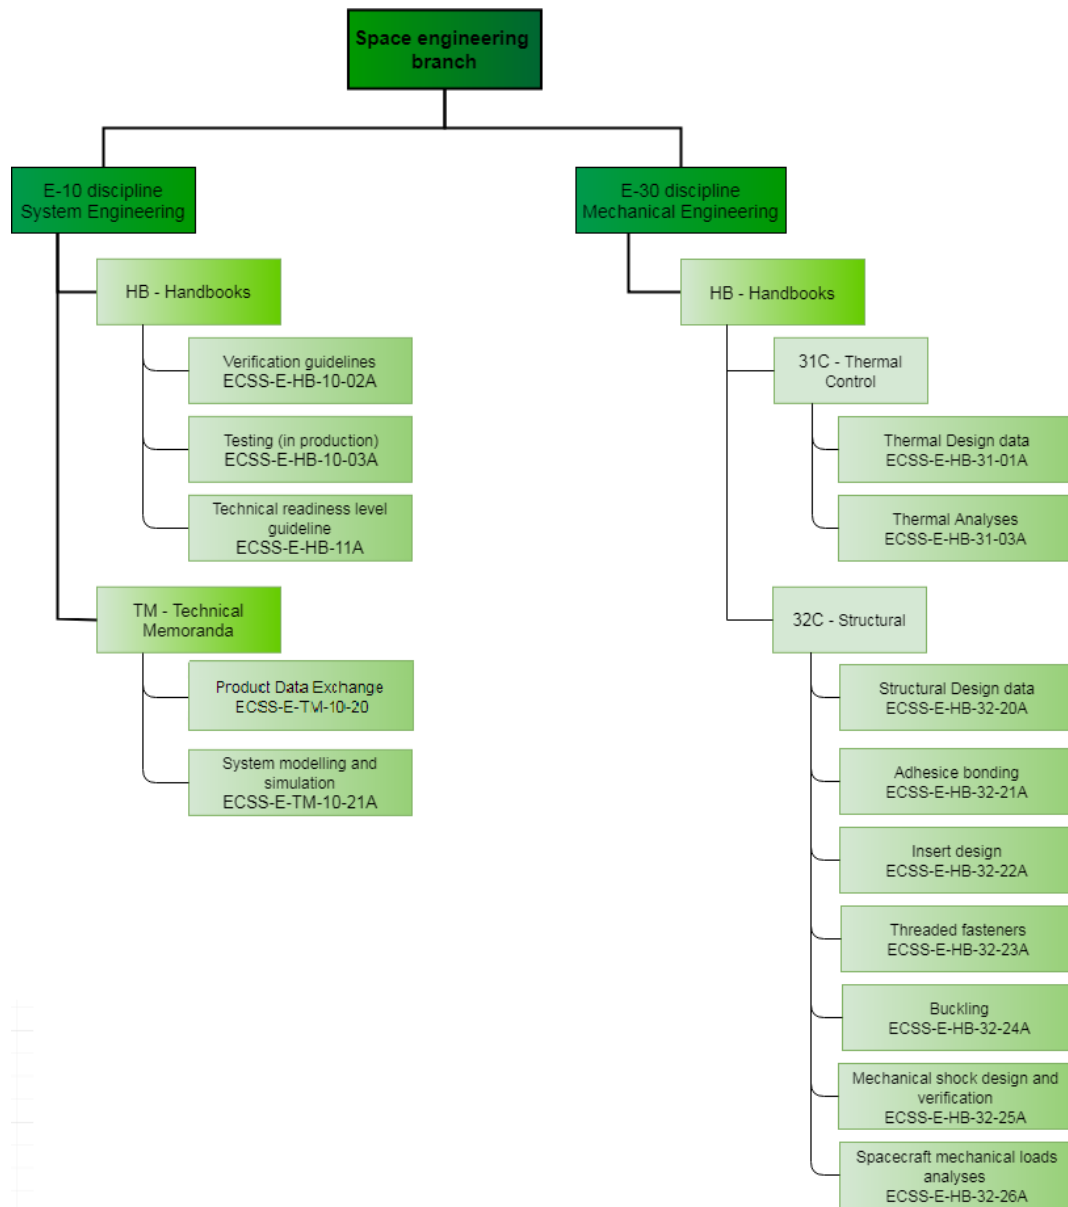 Space engineering
branch
E-10 discipline
System Engineering
HB - Handbooks
Verification guidelines
ECSS-E-HB-10-02A
Testing (in production)
ECSS-E-HB-10-03A
Technical readiness level
guideline
ECSS-E-HB-11A
TM - Technical
Memoranda
Product Data Exchange
ECSS-E-TM-10-20
System modelling and
simulation
ECSS-E-TM-10-21A
E-30 discipline
Mechanical Engineering
HB - Handbooks
31C - Thermal
Control
Thermal Design data
ECSS-E-HB-31-01A
Thermal Analyses
ECSS-E-HB-31-03A
32C - Structural
Structural Design data
ECSS-E-HB-32-20A
Adhesice bonding
ECSS-E-HB-32-21A
Insert design
ECSS-E-HB-32-22A
Threaded fasteners
ECSS-E-HB-32-23A
Buckling
ECSS-E-HB-32-24A
Mechanical shock design and
verification
ECSS-E-HB-32-25A
Spacecraft mechanical loads
analyses
ECSS-E-HB-32-26A